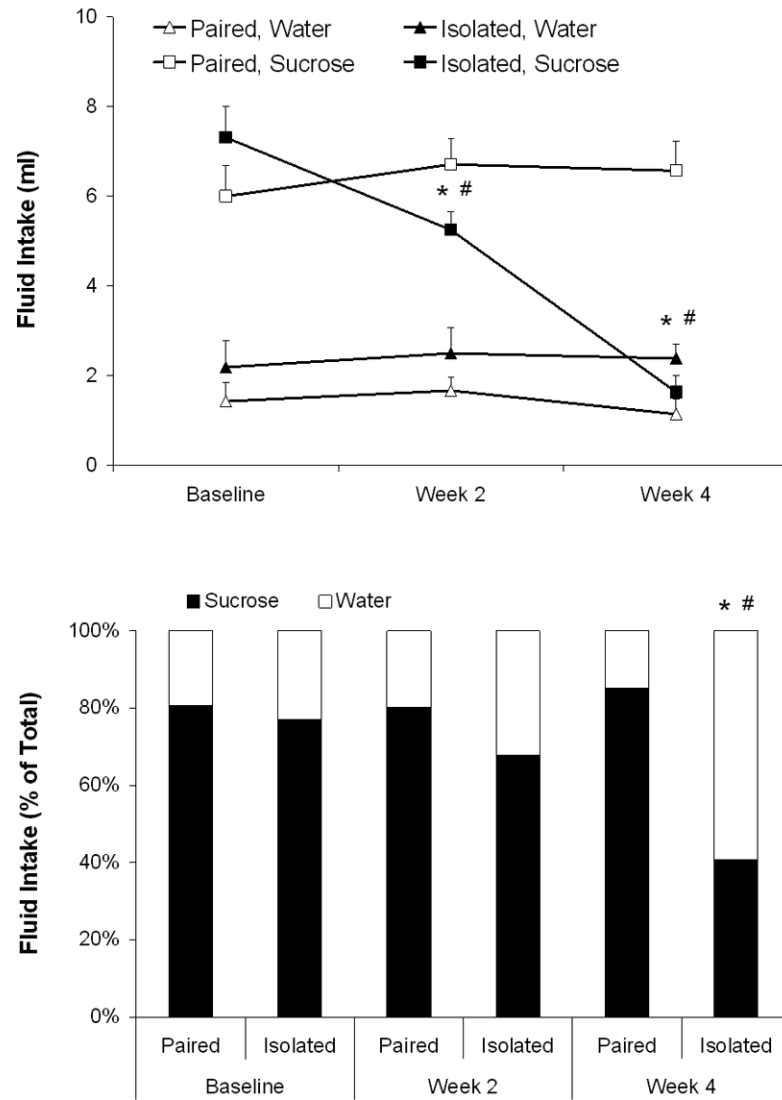 10
Paired, Water
Isolated, Water
Paired, Sucrose
Isolated, Sucrose
8
6
* #
4
* #
2
0
Fluid Intake (ml)
Baseline
Week 2
Week 4
Sucrose
Water
* #
100%
80%
60%
40%
20%
0%
Fluid Intake (% of Total)
Paired
Isolated
Paired
Isolated
Paired
Isolated
Baseline
Week 2
Week 4